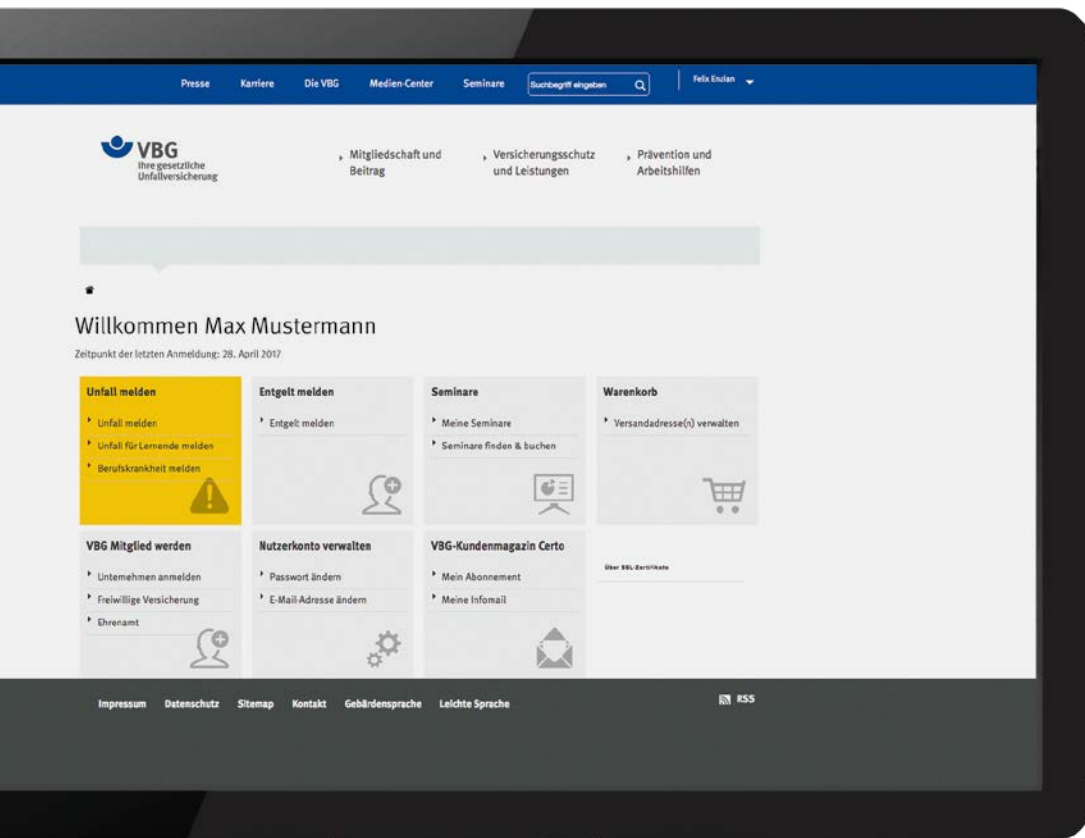 Presse Karriere Die VBG Medien-Center Seminare Suchbegriff eingeben Felix Enzian
VBG
Ihre gesetzliche
Unfallversicherung
Mitgliedschaft und
Beitrag
Versicherungsschutz
und Leistungen
Prävention und
Arbeitshilfen
Willkommen Max Mustermann
Zeitpunkt der letzten Anmeldung: 28. April 2017
Unfall melden
Unfall melden
Unfall für Lernende melden
Berufskrankheit melden
Entgelt melden
Entgelt melden
Seminare
Meine Seminare
Seminare finden & buchen
Warenkorb
Versandadresse(n) verwalten
VBG Mitglied werden
Unternehmen anmelden
Freiwillige Versicherung
Ehrenamt
Nutzerkonto verwalten
Passwort ändern
E-Mail-Adresse ändern
VBG-Kundenmagazin Certo
Mein Abonnement
Meine Infomail
Über SSL-Zertifikate
Impressum Datenschutz Sitemap Kontakt Gebärdensprache Leichte Sprache RSS